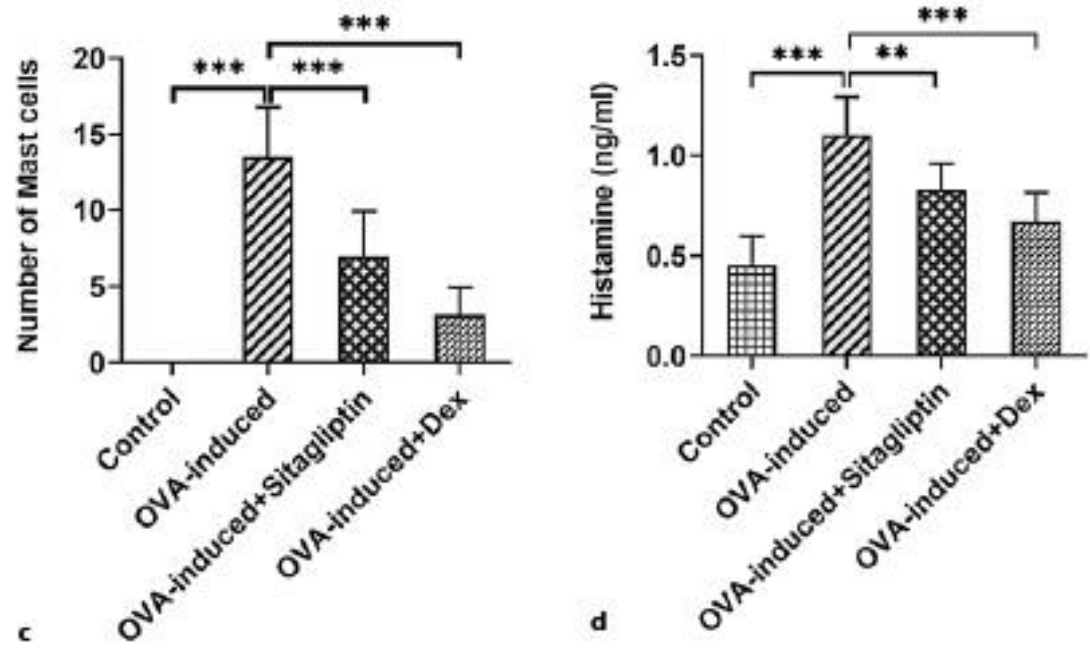 ***
*** ***
Number of Mast cells
20
15
10
5
0
Control
OVA-induced
OVA-induced+Sitagliptin
OVA-induced+Dex
c
***
*** **
Histamine (ng/ml)
1.5
1.0
0.5
0.0
Control
OVA-induced
OVA-induced+Sitagliptin
OVA-induced+Dex
d